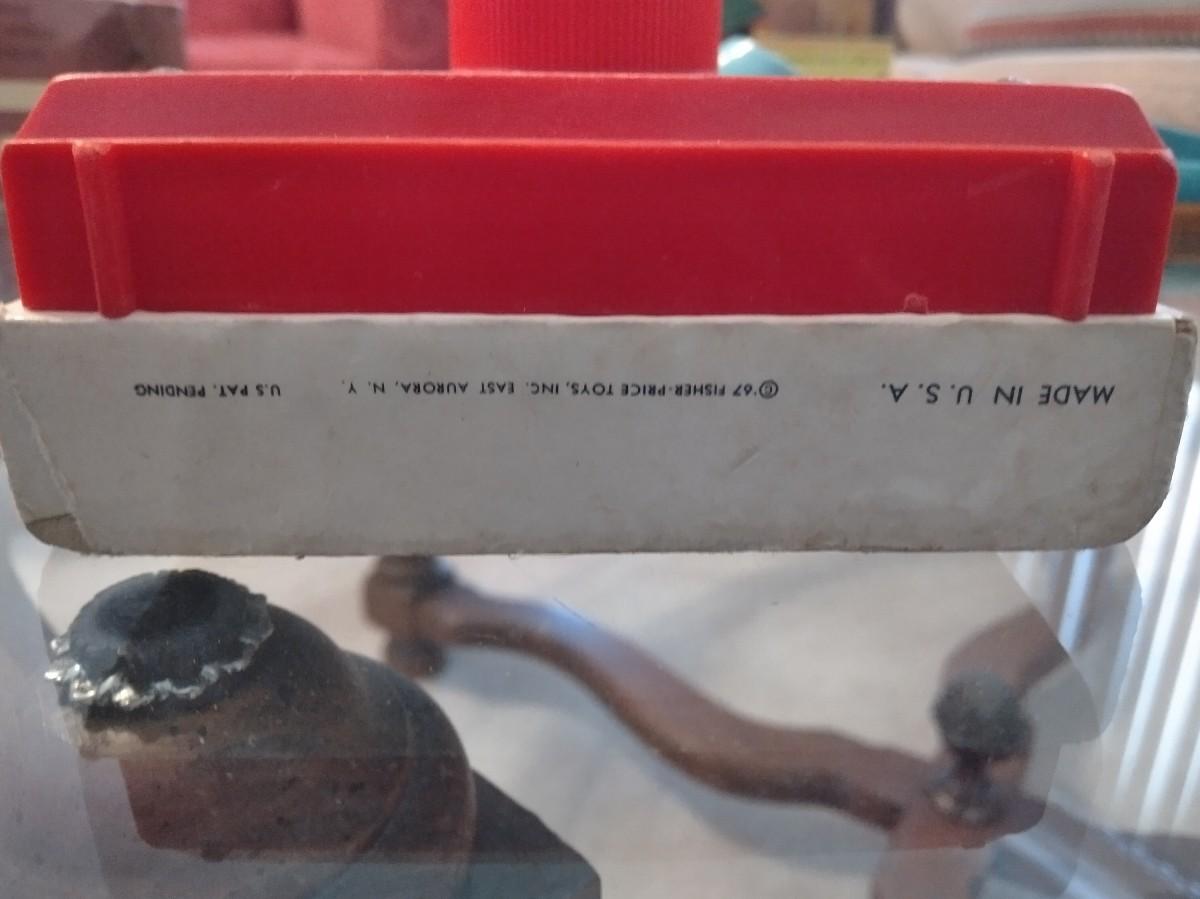 MADE IN U. S. A. ©'67 FISHER-PRICE TOYS, INC. EAST AURORA, N. Y. U.S PAT. PENDING